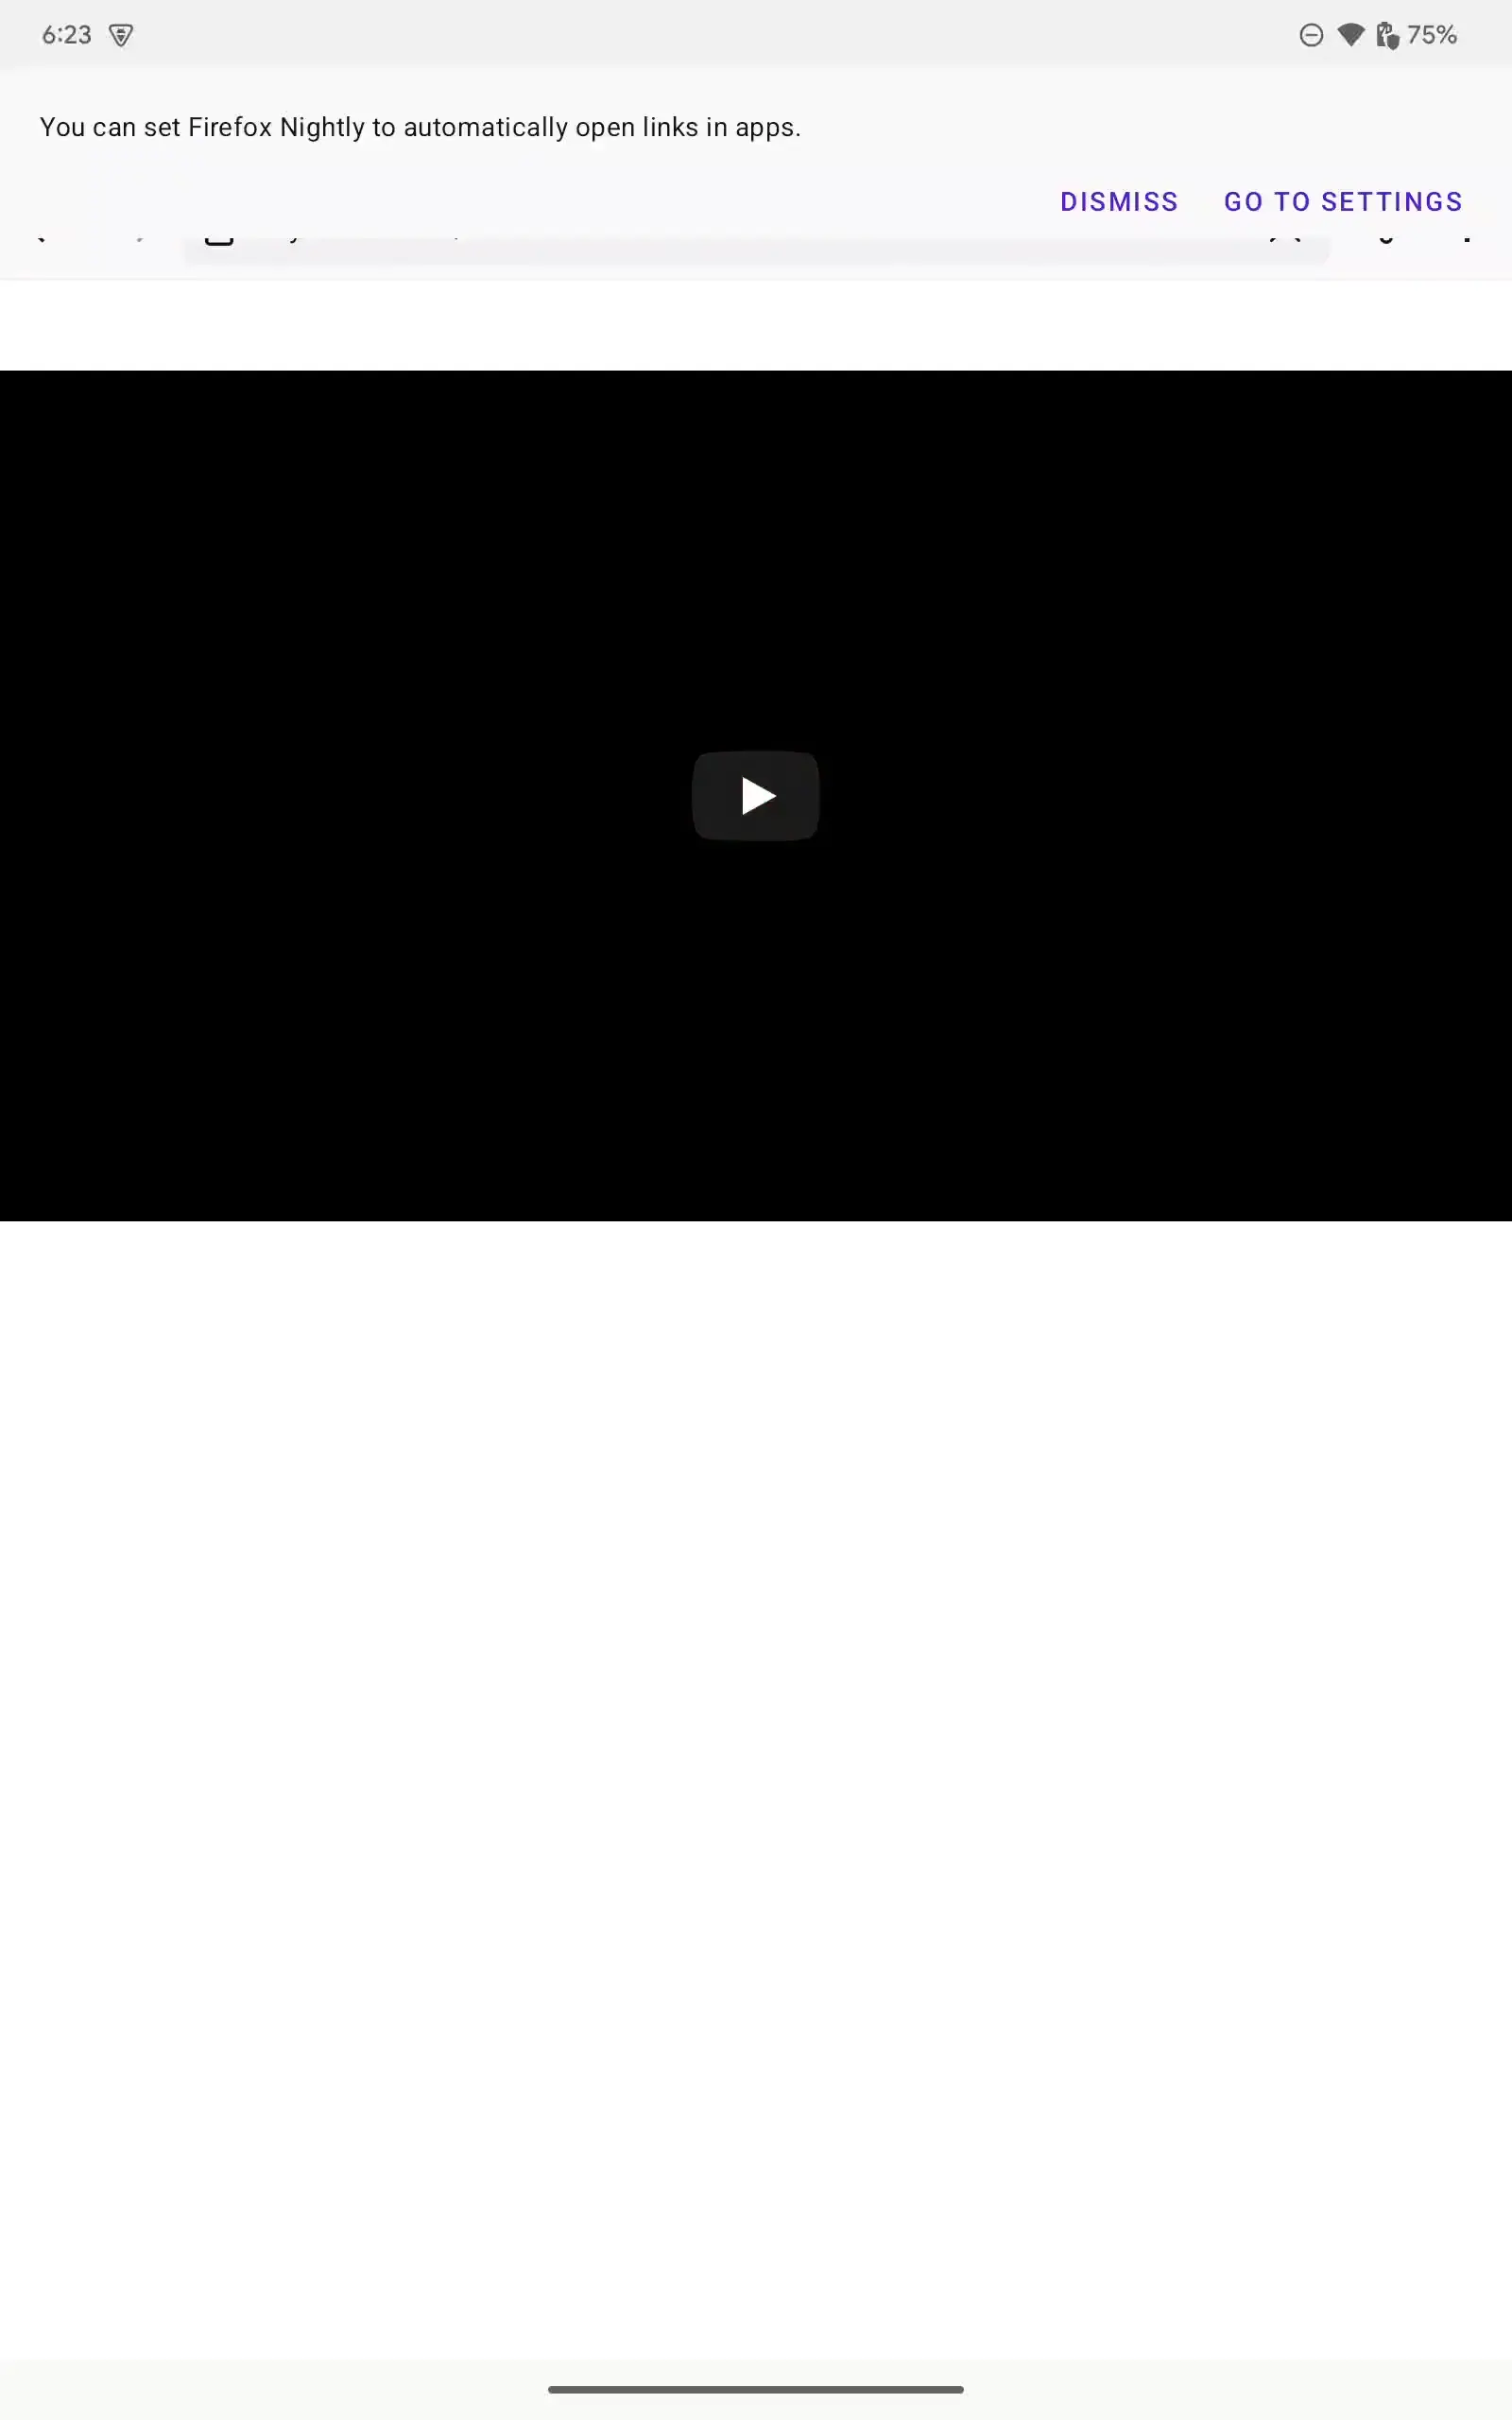 6:23
75%
You can set Firefox Nightly to automatically open links in apps.
DISMISS GO TO SETTINGS